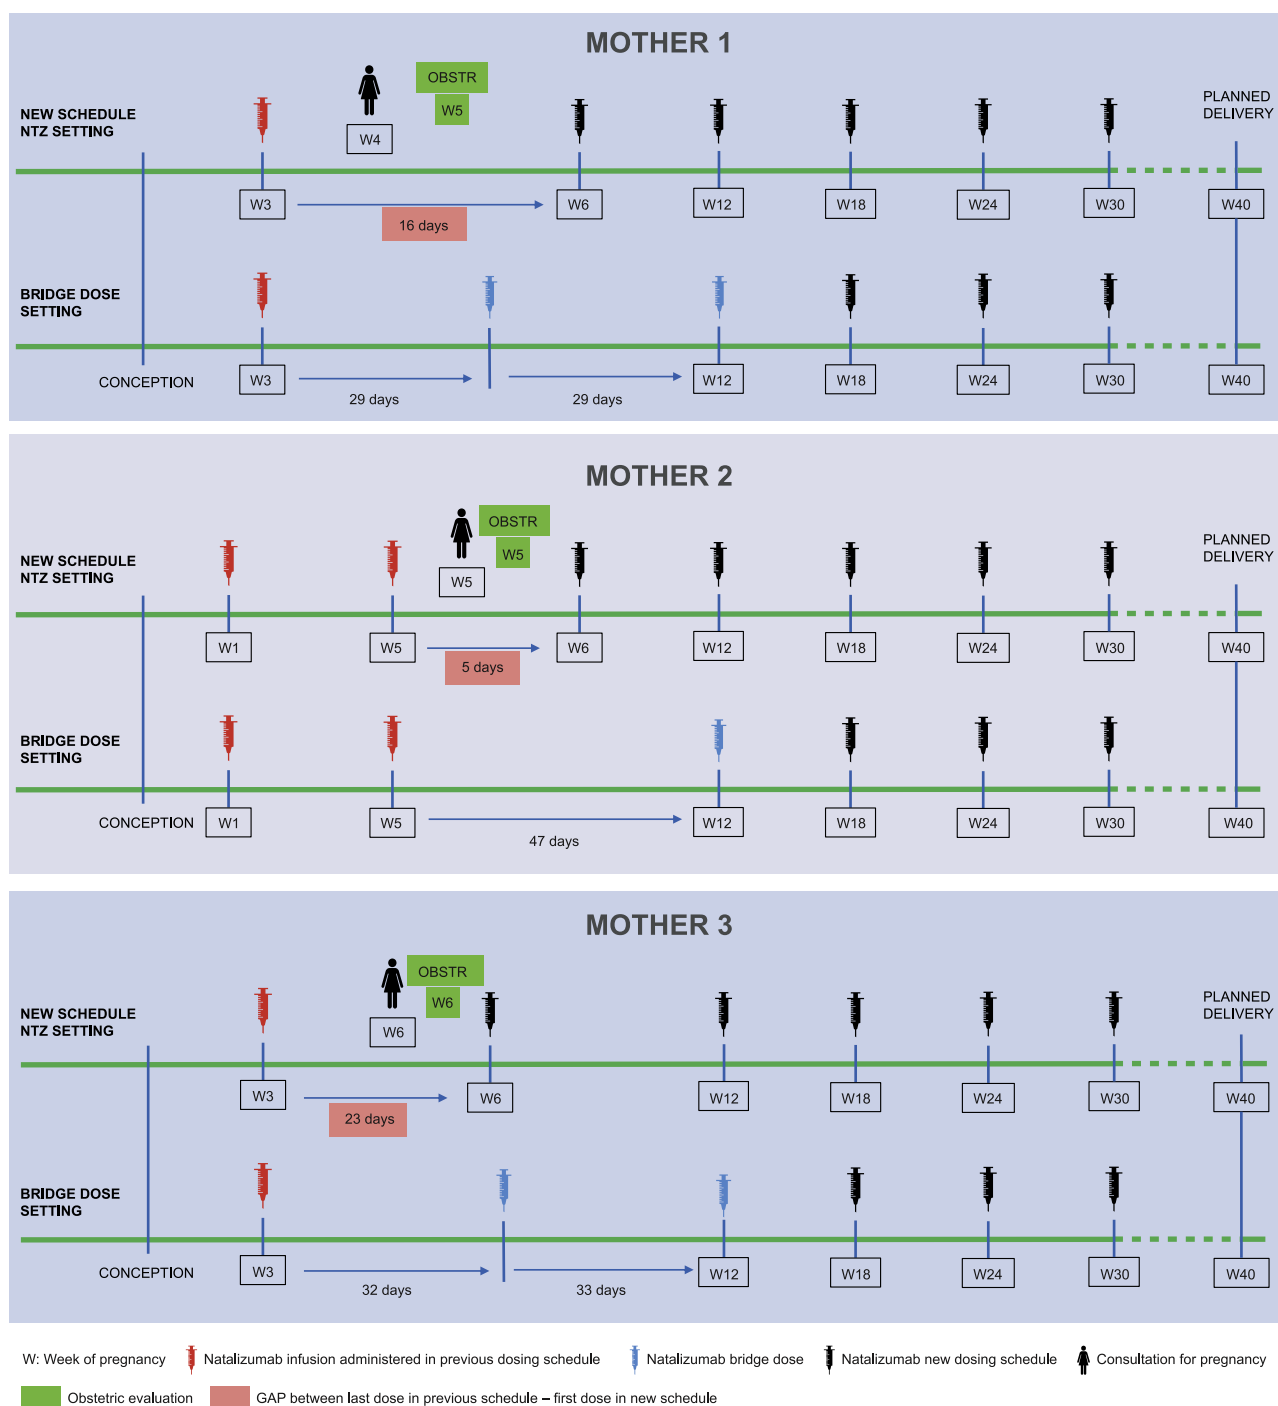 MOTHER 1
OBSTR
W5
W4
NEW SCHEDULE
NTZ SETTING
PLANNED
DELIVERY
W3
W6
W12
W18
W24
W30
W40
16 days
BRIDGE DOSE
SETTING
CONCEPTION
W3
W12
W18
W24
W30
W40
29 days
29 days
MOTHER 2
OBSTR
W5
W5
NEW SCHEDULE
NTZ SETTING
PLANNED
DELIVERY
W1
W5
W6
W12
W18
W24
W30
W40
5 days
BRIDGE DOSE
SETTING
CONCEPTION
W1
W5
W12
W18
W24
W30
W40
47 days
MOTHER 3
OBSTR
W6
W6
NEW SCHEDULE
NTZ SETTING
PLANNED
DELIVERY
W3
W6
W12
W18
W24
W30
W40
23 days
BRIDGE DOSE
SETTING
CONCEPTION
W3
W12
W18
W24
W30
W40
32 days
33 days
W: Week of pregnancy
Natalizumab infusion administered in previous dosing schedule
Natalizumab bridge dose
Natalizumab new dosing schedule
Consultation for pregnancy
Obstetric evaluation
GAP between last dose in previous schedule – first dose in new schedule